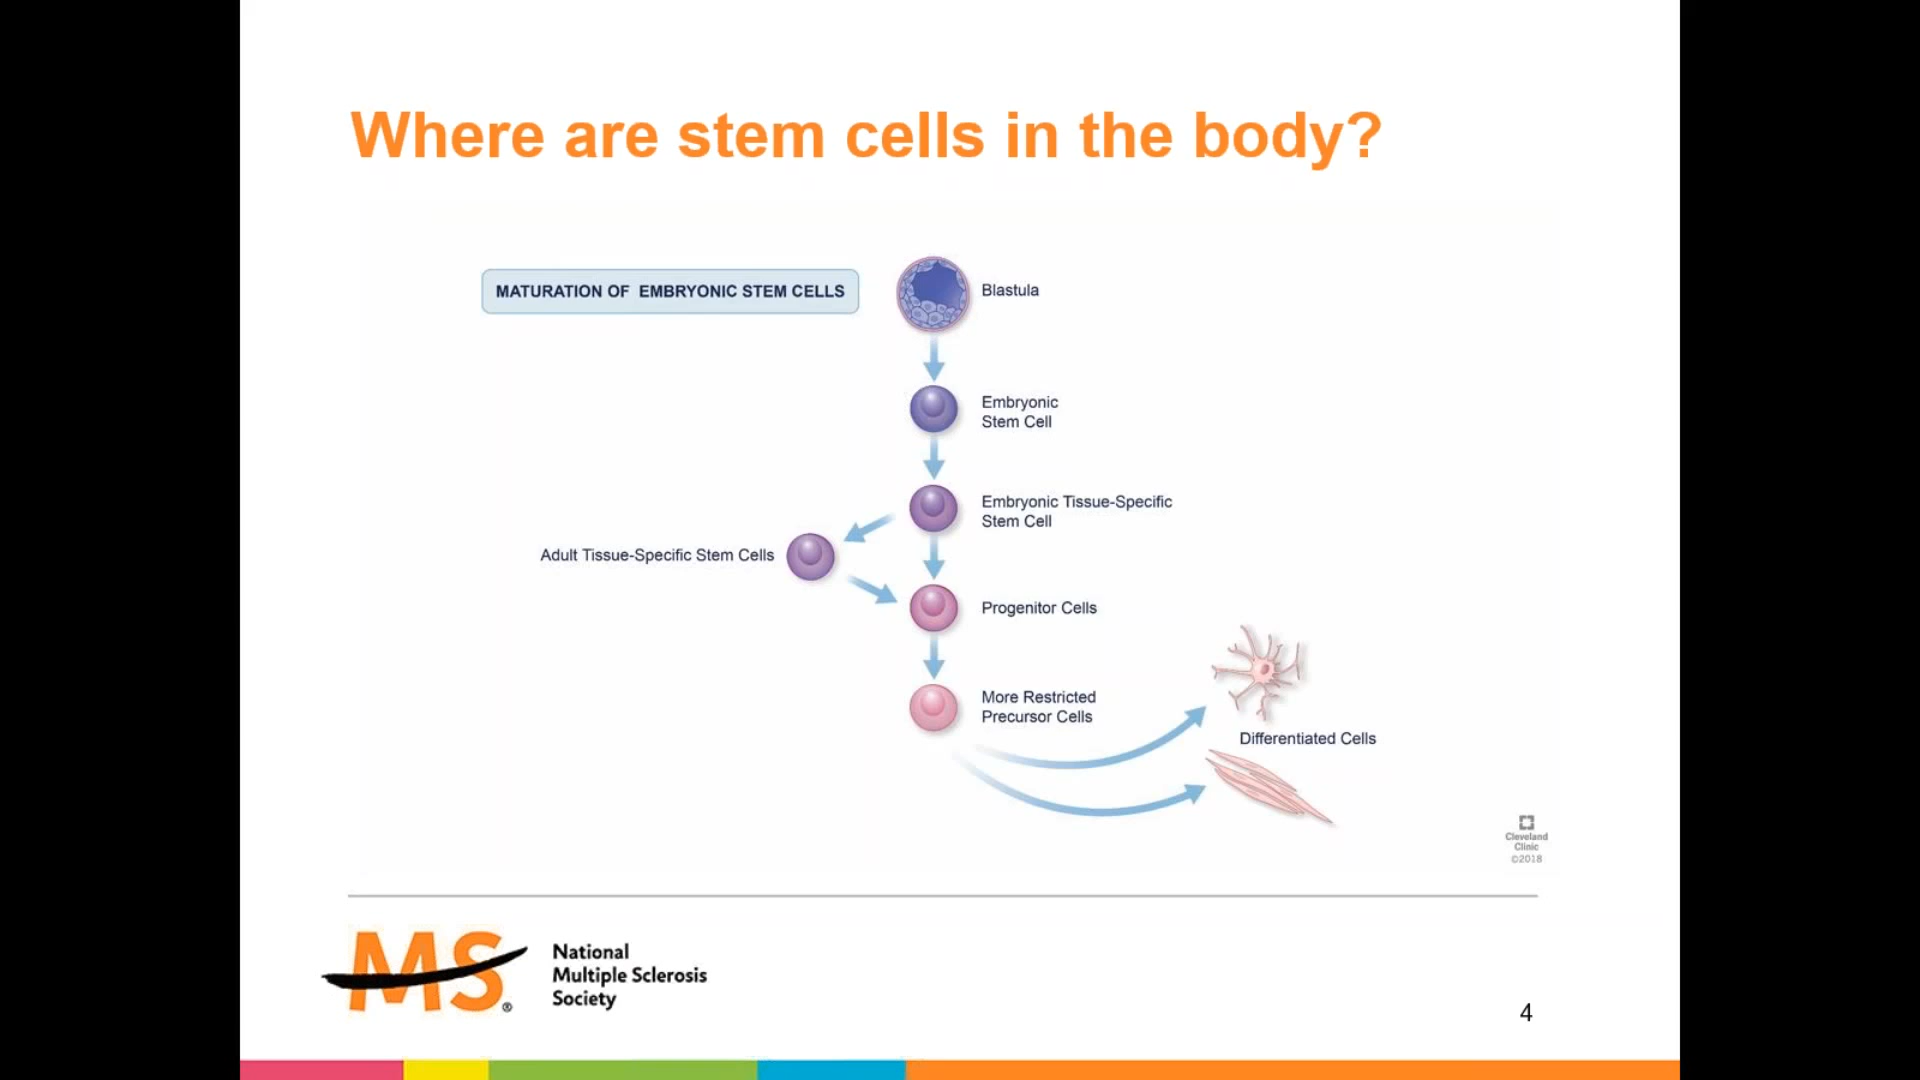 Where are stem cells in the body?
MATURATION OF EMBRYONIC STEM CELLS
Blastula
Embryonic
Stem Cell
Embryonic Tissue-Specific
Stem Cell
Adult Tissue-Specific Stem Cells
Progenitor Cells
More Restricted
Precursor Cells
Differentiated Cells
Cleveland
Clinic
©2018
MS®
National
Multiple Sclerosis
Society
4